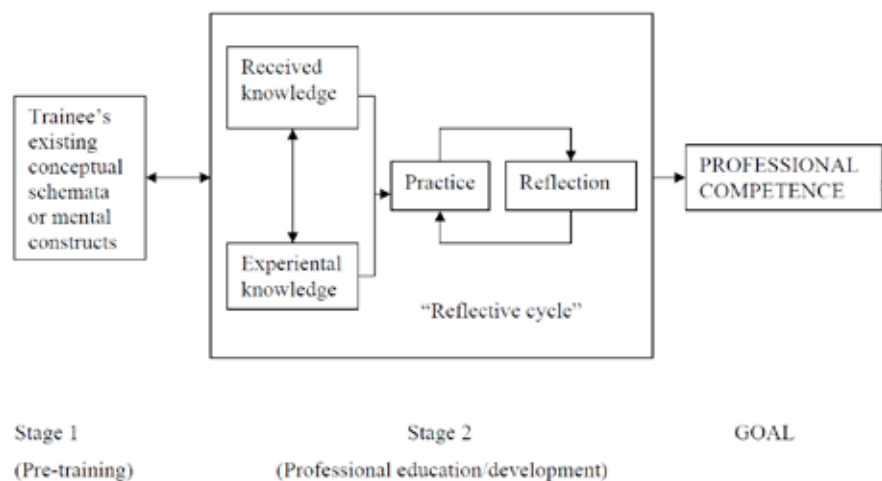 Trainee's
existing
conceptual
schemata
or mental
constructs
Received
knowledge
Experiental
knowledge
Practice
Reflection
"Reflective cycle"
PROFESSIONAL
COMPETENCE
Stage 1
Stage 2
GOAL
(Pre-training)
(Professional education/development)